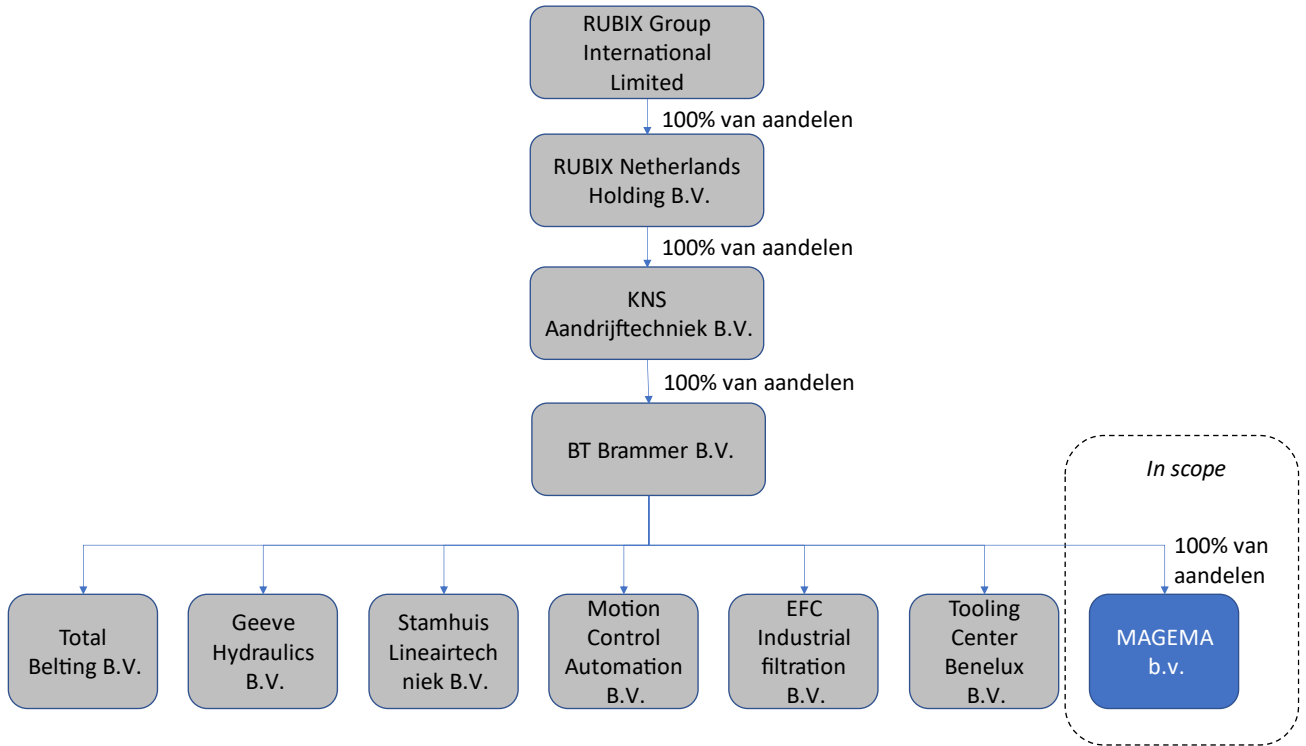 RUBIX Group
International
Limited
100% van aandelen
RUBIX Netherlands
Holding B.V.
100% van aandelen
KNS
Aandrijftechniek B.V.
100% van aandelen
BT Brammer B.V.
In scope
100% van
aandelen
Total
Belting B.V.
Geeve
Hydraulics
B.V.
Stamhuis
Lineairtech
niek B.V.
Motion
Control
Automation
B.V.
EFC
Industrial
filtration
B.V.
Tooling
Center
Benelux
B.V.
MAGEMA
b.v.